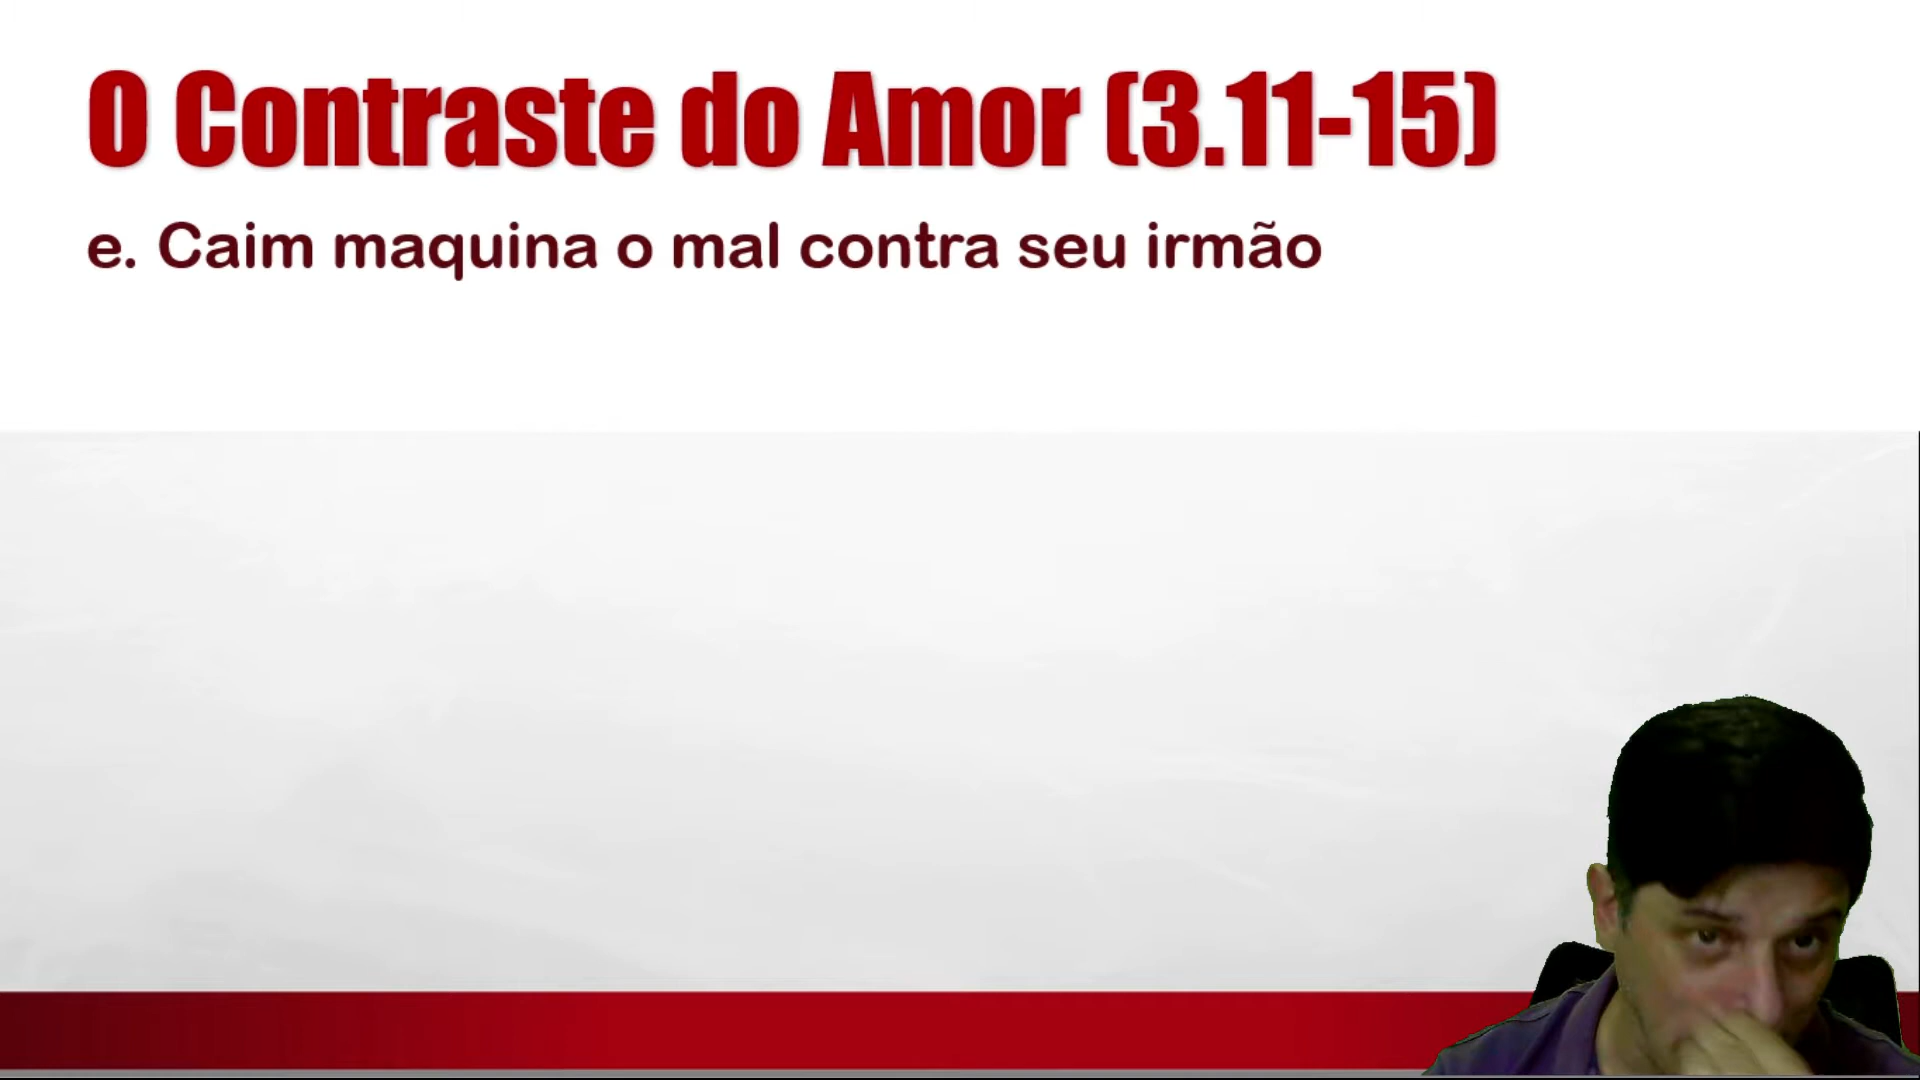 O Contraste do Amor (3.11-15)
e. Caim maquina o mal contra seu irmão